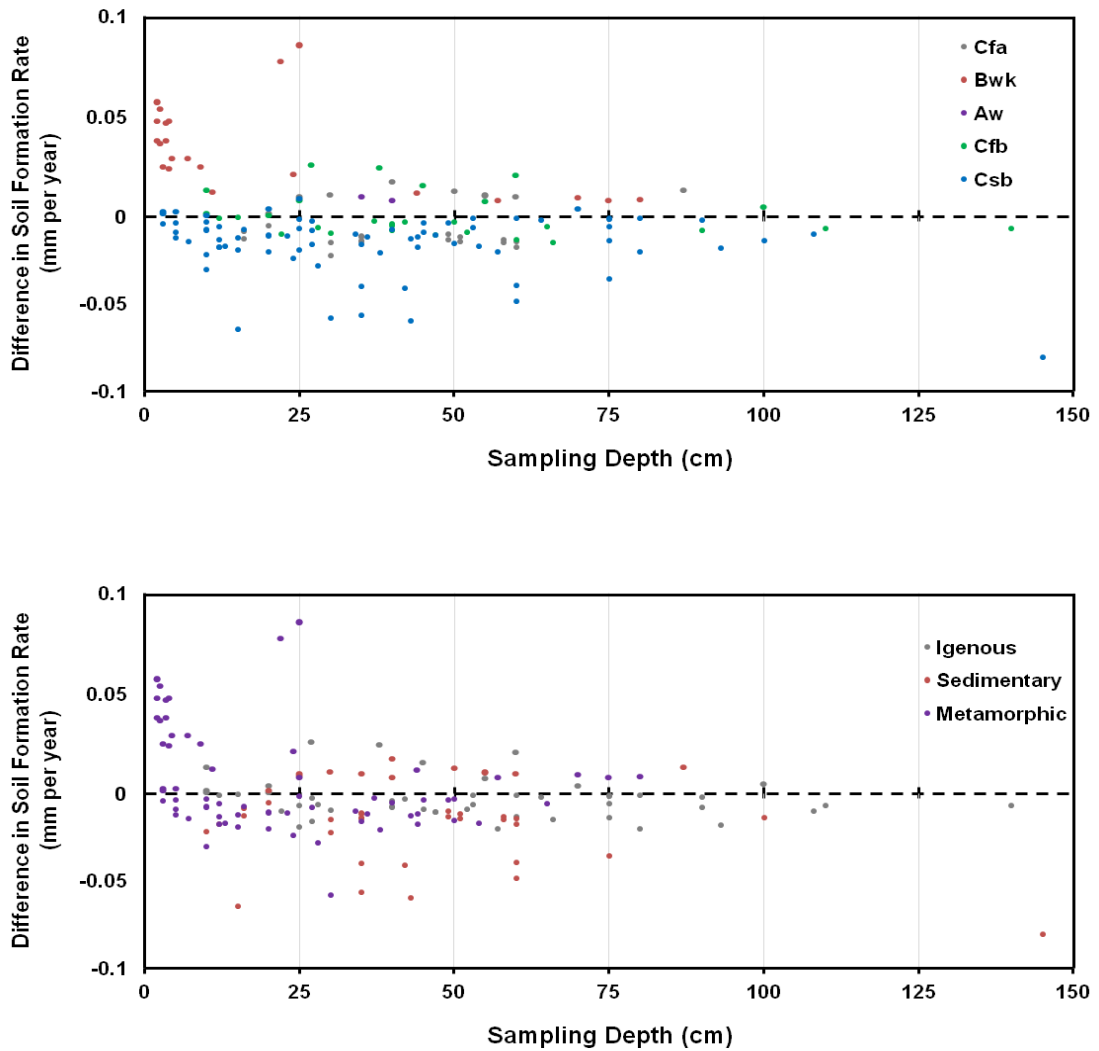 Difference in Soil Formation Rate
(mm per year)
0.1
0.05
0
-0.05
-0.1
Cfa
Bwk
Aw
Cfb
Csb
0 25 50 75 100 125 150
Sampling Depth (cm)
Difference in Soil Formation Rate
(mm per year)
0.1
0.05
0
-0.05
-0.1
Igenous
Sedimentary
Metamorphic
0 25 50 75 100 125 150
Sampling Depth (cm)